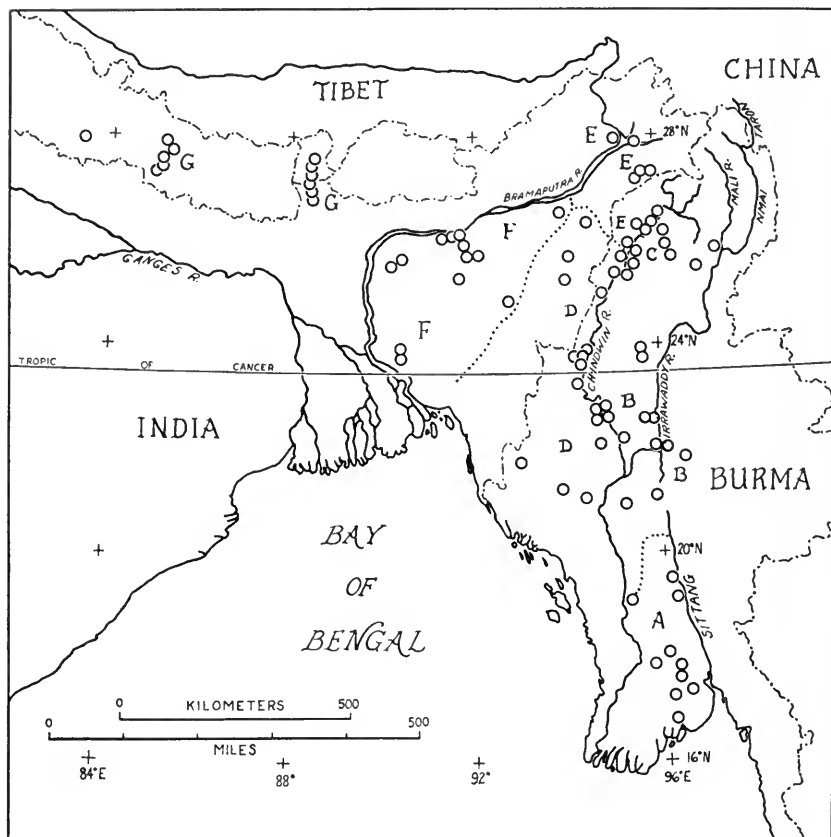 CHINA
TIBET
28°N
E
TARON
G
E
MALI R.
NMAI
G
BRAMAPUTRA R.
F
E
C
GANGES R.
D
F
24°N
CHINDWIN R.
TROPIC OF CANCER
IRRAWADDY R.
B
INDIA
D
B
BURMA
BAY
OF
BENGAL
20°N
SITTANG
A
0 KILOMETERS 500
0 500
MILES
84°E
88°
92°
96°E
16°N